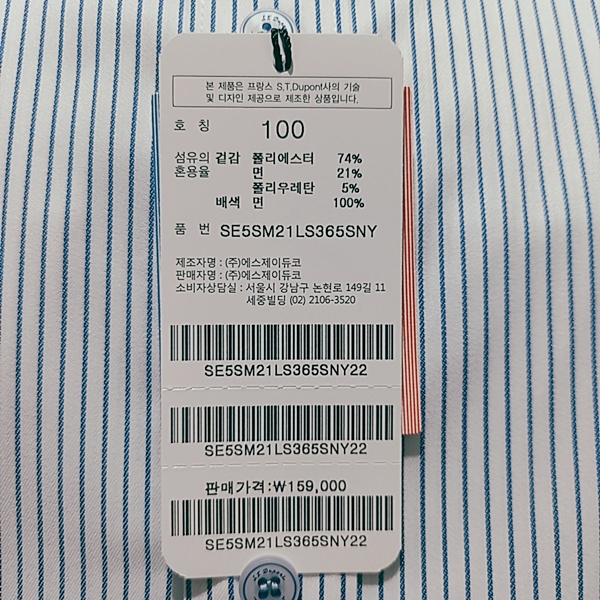 본 제품은 프랑스 S,T,Dupont사의 기술
및 디자인 제공으로 제조한 상품입니다.
호 칭 100
섬유의 겉감 폴리에스터 74%
혼용율 면 21%
폴리우레탄 5%
배색 면 100%
품 번 SE5SM21LS365SNY
제조자명 : (주)에스제이듀코
판매자명 : (주)에스제이듀코
소비자상담실 : 서울시 강남구 논현로 149길 11
세중빌딩 (02) 2106-3520
SE5SM21LS365SNY22
SE5SM21LS365SNY22
판매가격:₩159,000
SE5SM21LS365SNY22